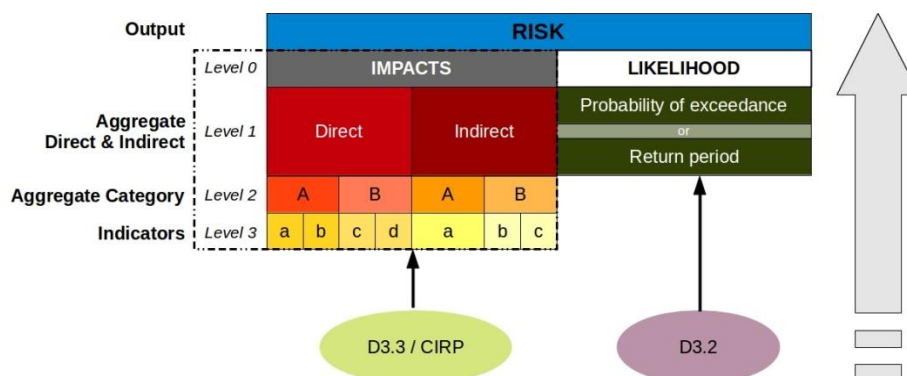 Output
RISK
Level 0
IMPACTS
LIKELIHOOD
Aggregate
Direct & Indirect
Level 1
Direct
Indirect
Probability of exceedance
or
Return period
Aggregate Category
Level 2
A
B
A
B
Indicators
Level 3
a
b
c
d
a
b
c
D3.3 / CIRP
D3.2